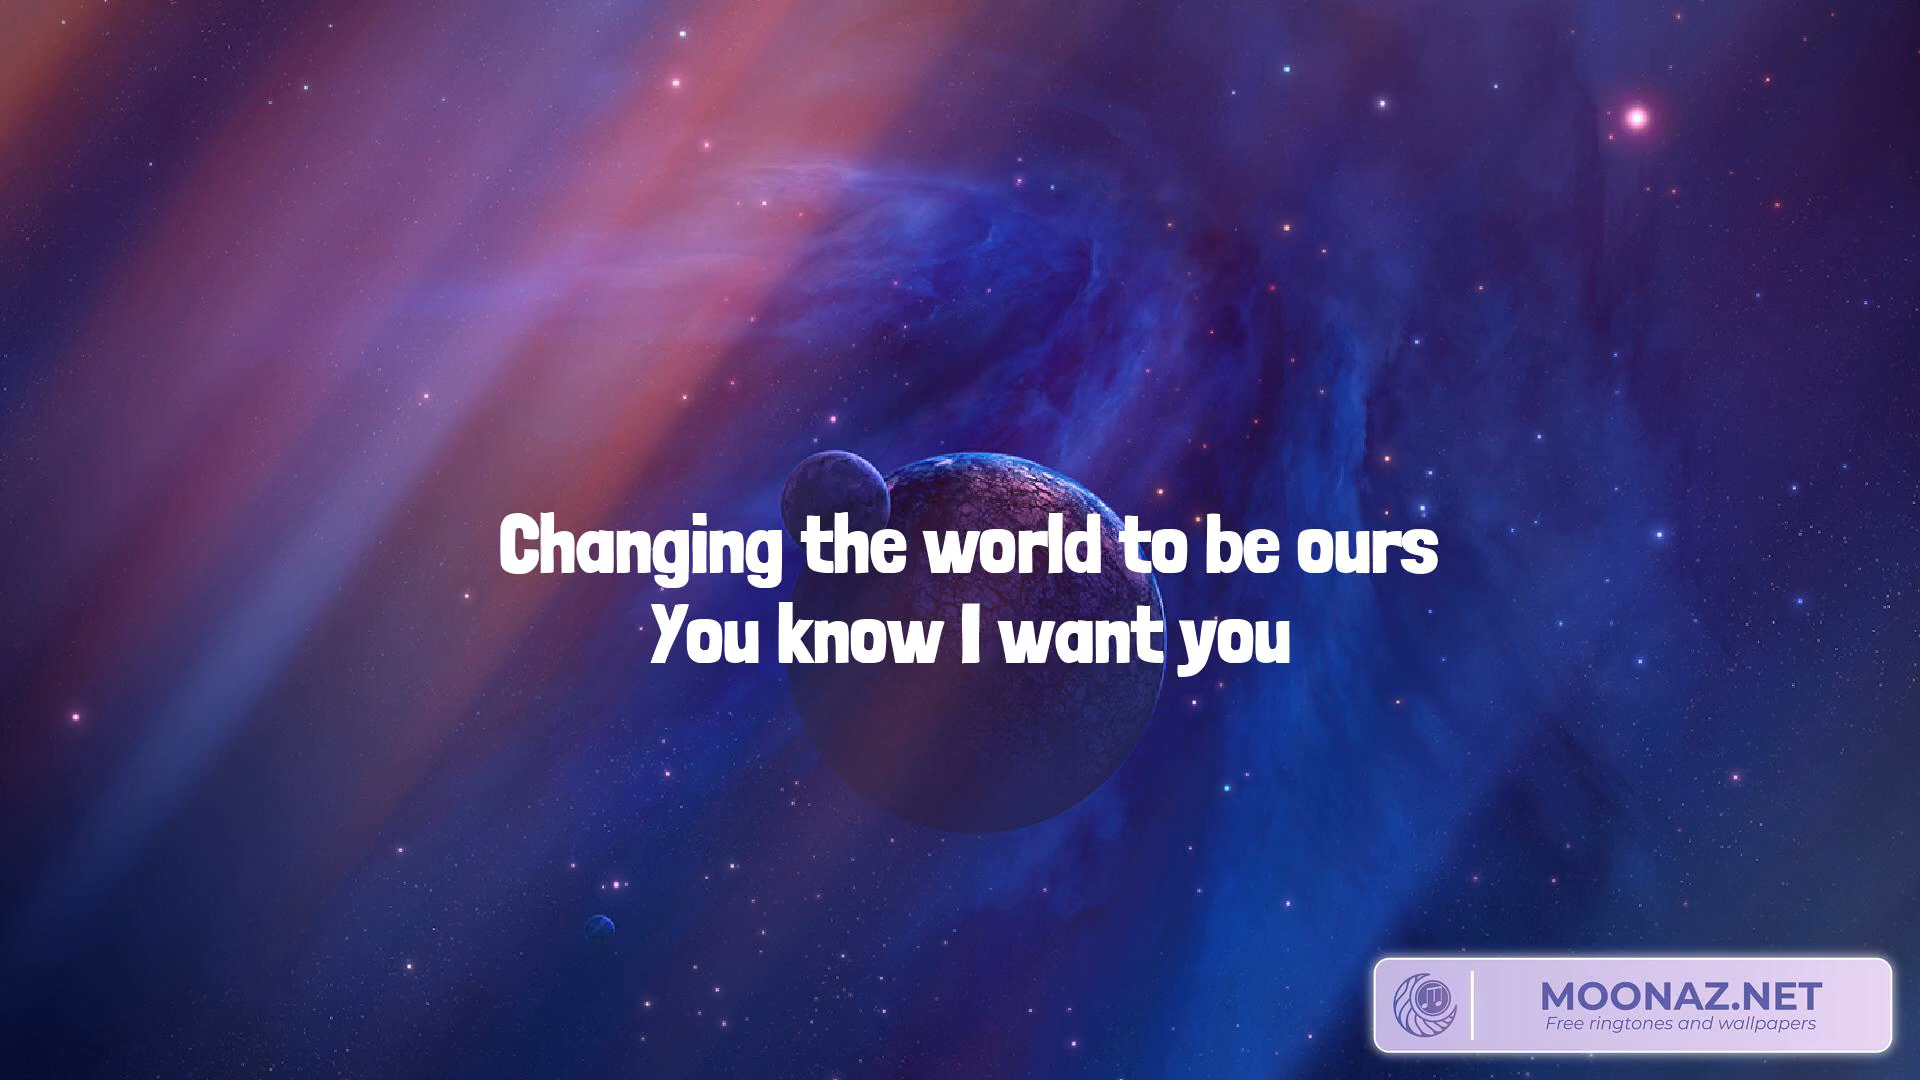 Changing the world to be ours
You know I want you
MOONAZ.NET
Free ringtones and wallpapers